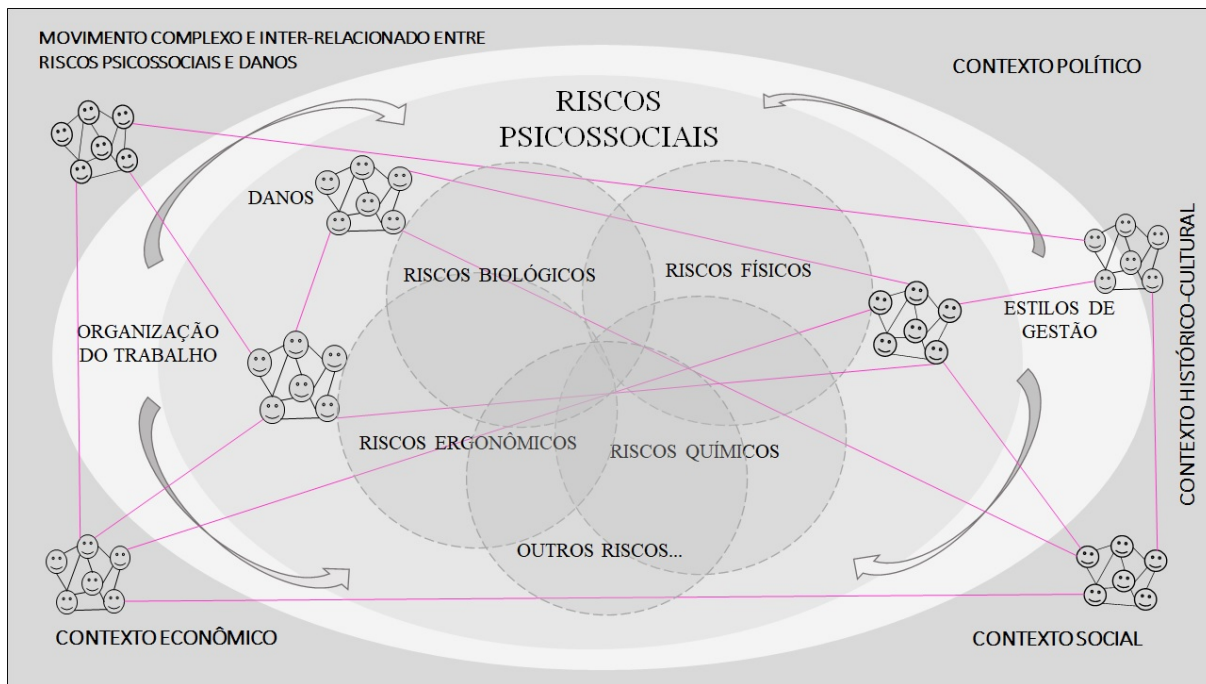 MOVIMENTO COMPLEXO E INTER-RELACIONADO ENTRE
RISCOS PSICOSSOCIAIS E DANOS
CONTEXTO POLÍTICO
RISCOS
PSICOSSOCIAIS
DANOS
RISCOS BIOLÓGICOS
RISCOS FÍSICOS
ORGANIZAÇÃO
DO TRABALHO
ESTILOS DE
GESTÃO
CONTEXTO HISTÓRICO-CULTURAL
RISCOS ERGONÔMICOS
RISCOS QUÍMICOS
OUTROS RISCOS...
CONTEXTO ECONÔMICO
CONTEXTO SOCIAL